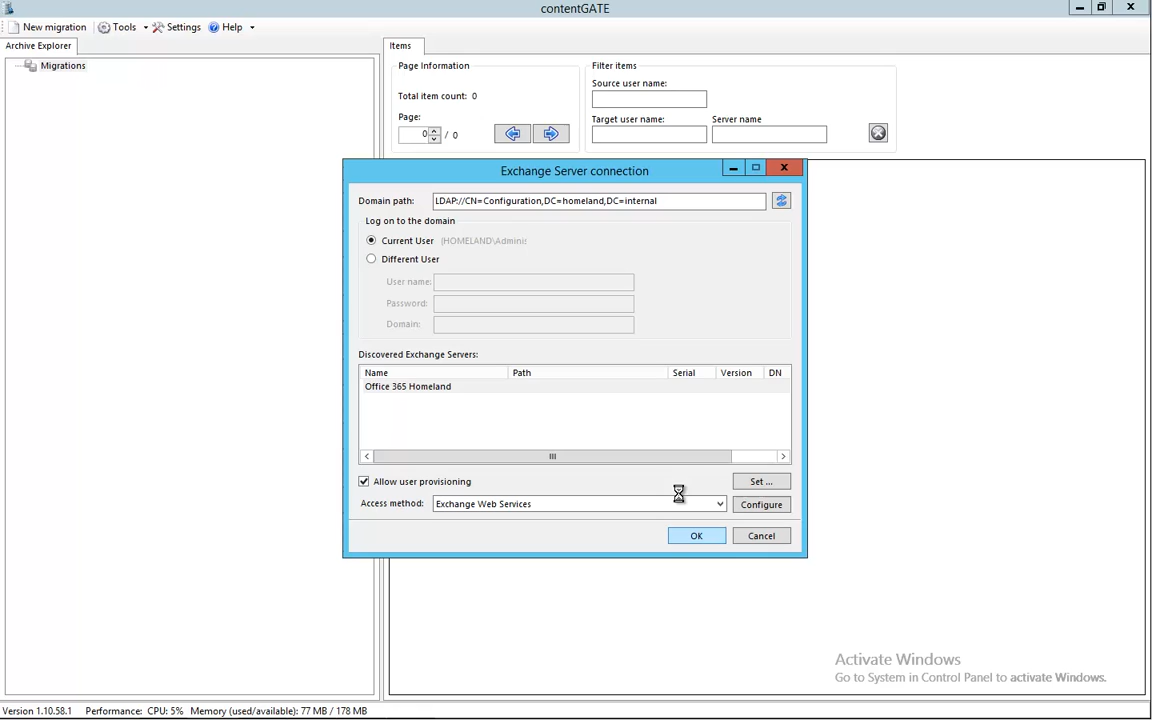 contentGATE
New migration Tools Settings Help
Archive Explorer
Migrations
Items
Page Information
Total item count: 0
Page:
0 / 0
Filter items
Source user name:
Target user name: Server name
Exchange Server connection
Domain path: LDAP://CN=Configuration,DC=homeland,DC=internal
Log on to the domain
Current User (HOMELAND\Admini
Different User
User name:
Password:
Domain:
Discovered Exchange Servers:
Name Path Serial Version DN
Office 365 Homeland
Allow user provisioning Set ...
Access method: Exchange Web Services Configure
OK Cancel
Activate Windows
Go to System in Control Panel to activate Windows.
Version 1.10.58.1 Performance: CPU: 5% Memory (used/available): 77 MB / 178 MB